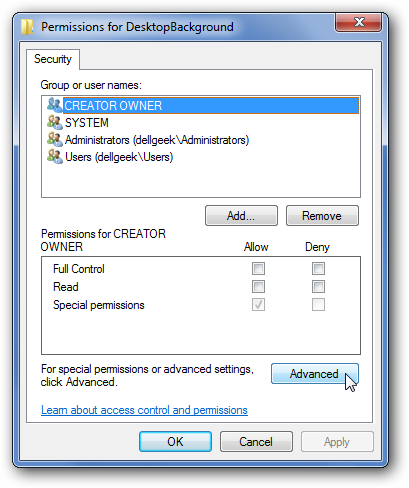 Permissions for DesktopBackground
Security
Group or user names:
CREATOR OWNER
SYSTEM
Administrators (dellgeek\Administrators)
Users (dellgeek\Users)
Add... Remove
Permissions for CREATOR
OWNER Allow Deny
Full Control
Read
Special permissions
For special permissions or advanced settings,
click Advanced. Advanced
Learn about access control and permissions
OK Cancel Apply